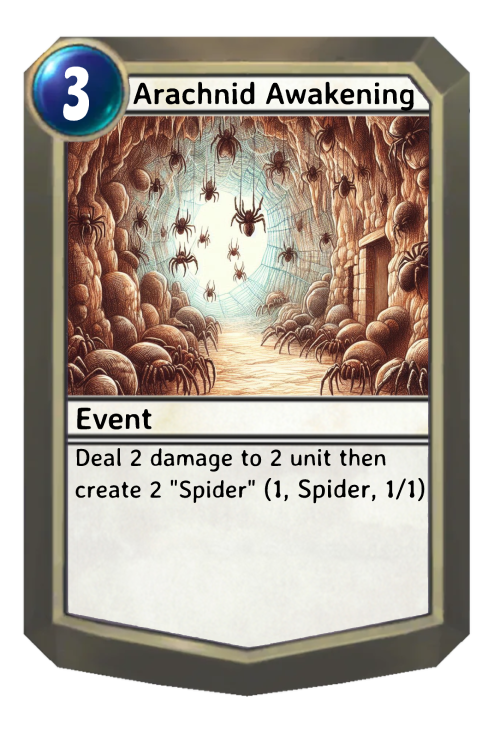 3
Arachnid Awakening
Event
Deal 2 damage to 2 unit then
create 2 "Spider" (1, Spider, 1/1)